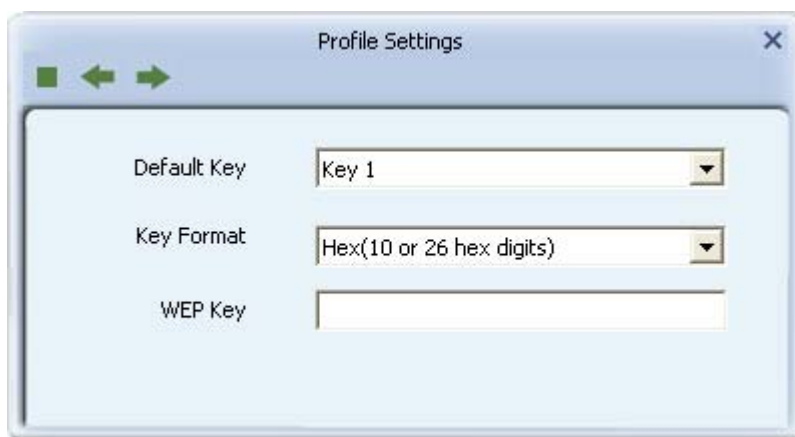 Profile Settings
Default Key
Key 1
Key Format
Hex(10 or 26 hex digits)
WEP Key